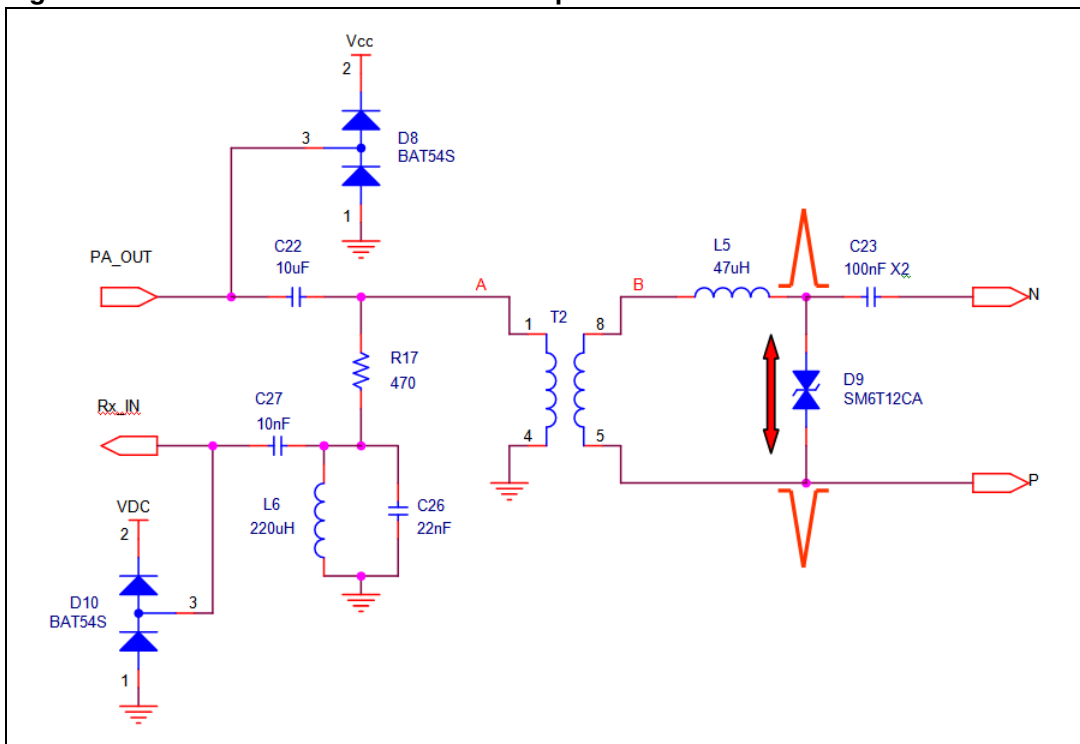 Vcc
2
3
D8
BAT54S
1
PA_OUT
C22
10uF
A
B
L5
47uH
C23
100nF X2
N
T2
1
8
R17
470
D9
SM6T12CA
Rx_IN
C27
10nF
4
5
P
VDC
2
L6
220uH
C26
22nF
D10
BAT54S
3
1